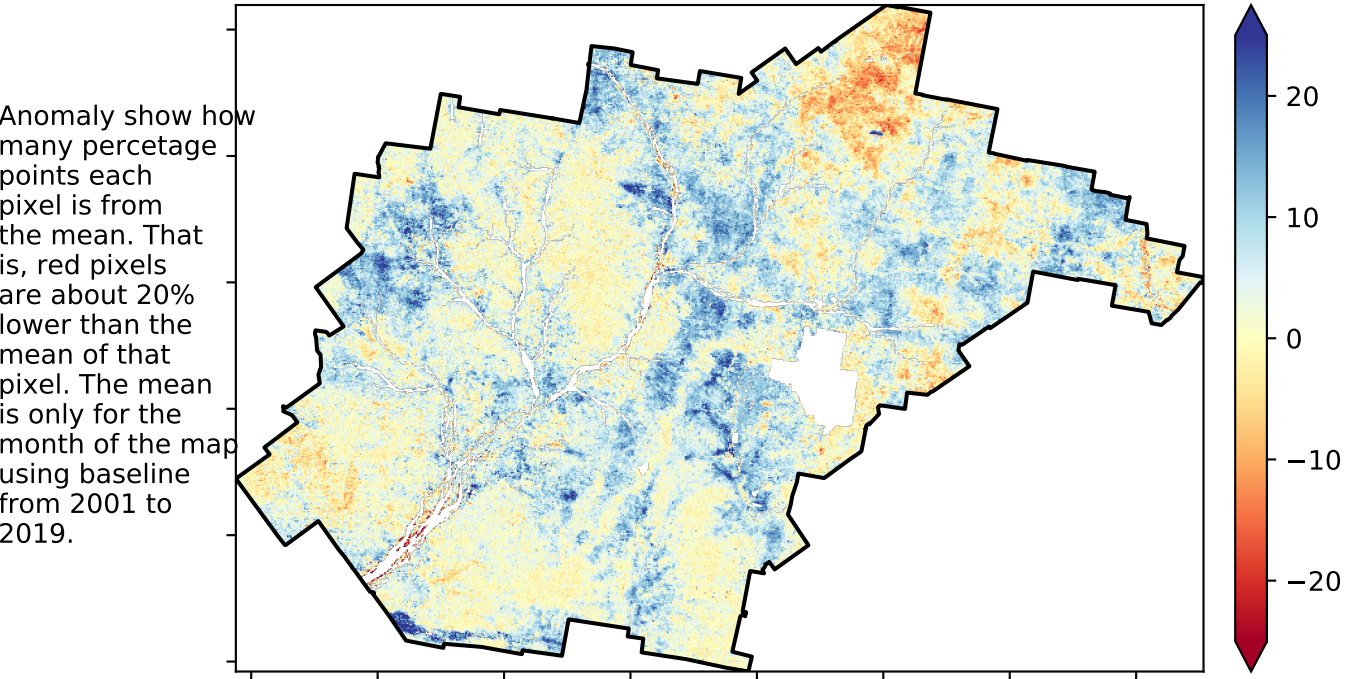 Anomaly show how
many percetage
points each
pixel is from
the mean. That
is, red pixels
are about 20%
lower than the
mean of that
pixel. The mean
is only for the
month of the map
using baseline
from 2001 to
2019.
20
10
0
−10
−20